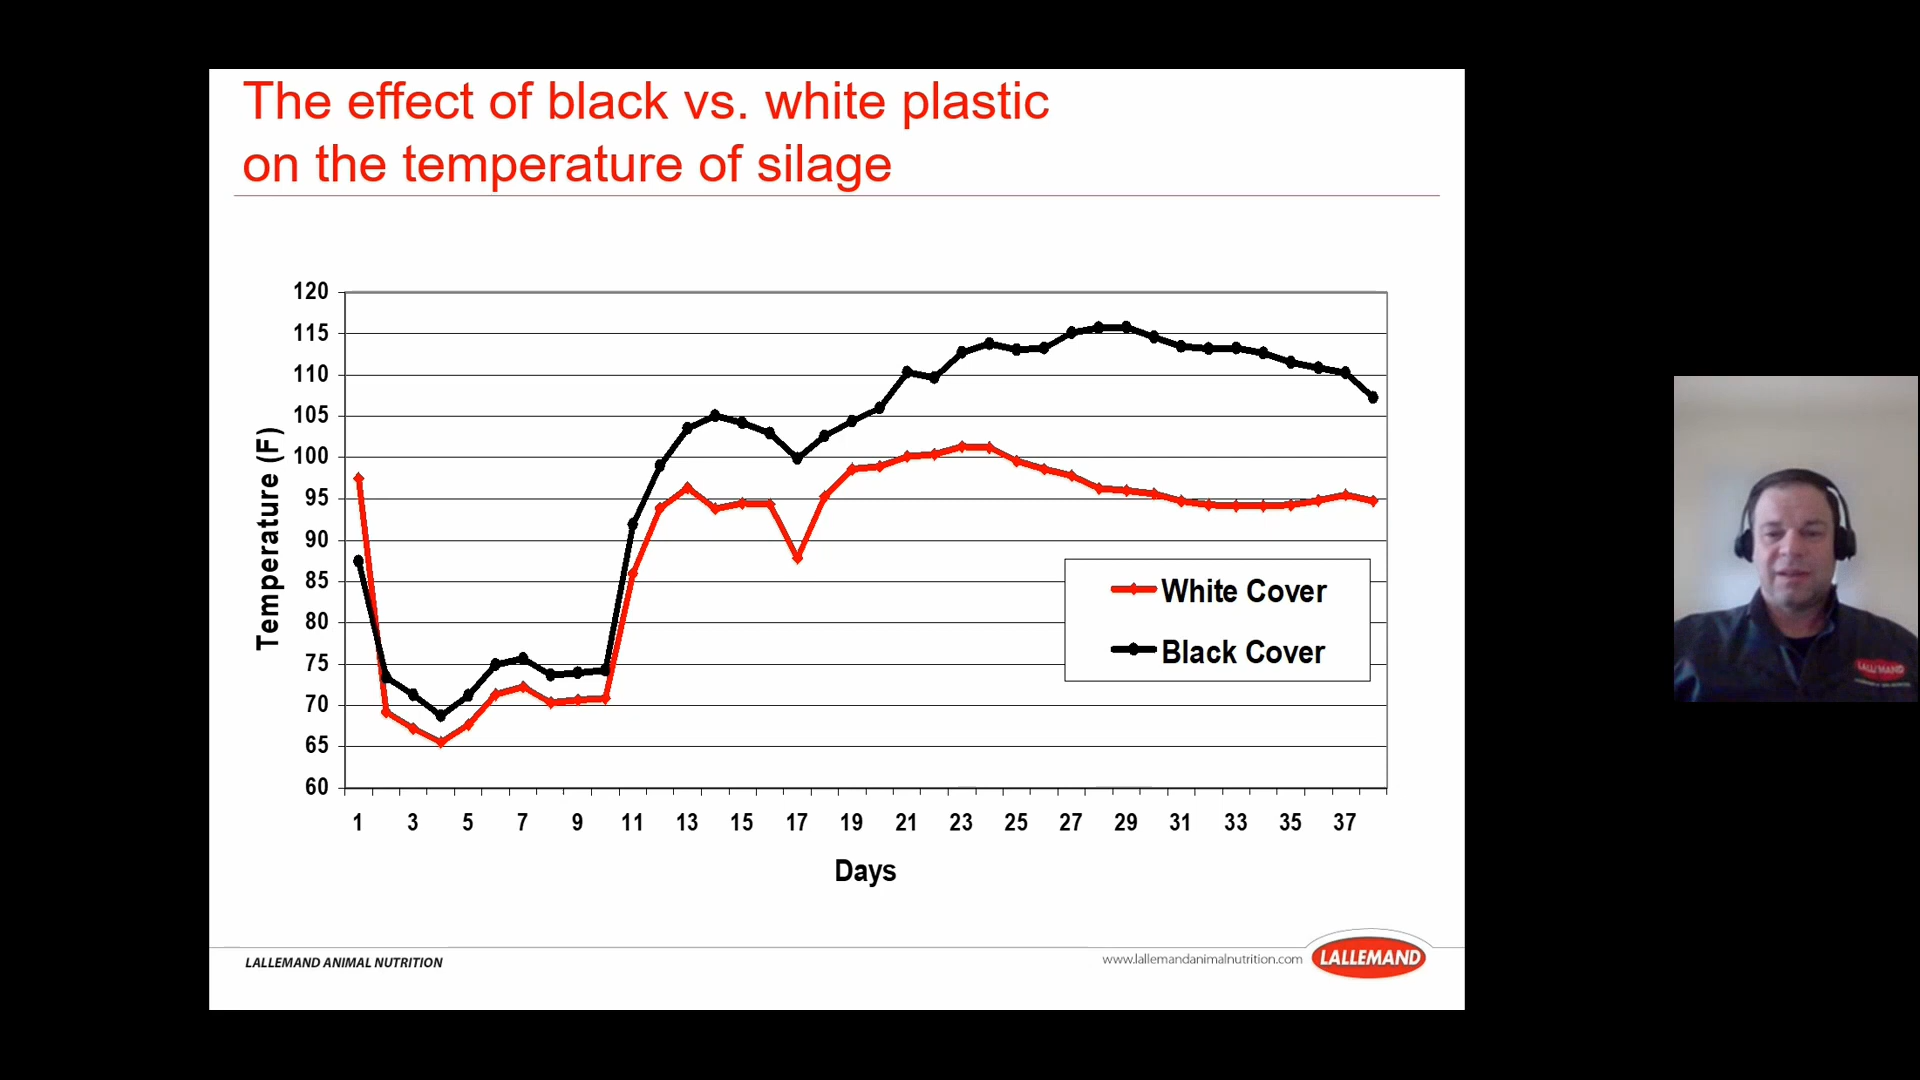 The effect of black vs. white plastic
on the temperature of silage
120
115
110
105
100
95
90
85
80
75
70
65
60
Temperature (F)
White Cover
Black Cover
1 3 5 7 9 11 13 15 17 19 21 23 25 27 29 31 33 35 37
Days
LALLEMAND ANIMAL NUTRITION
www.lallemandanimalnutrition.com
LALLEMAND
LALLEMAND